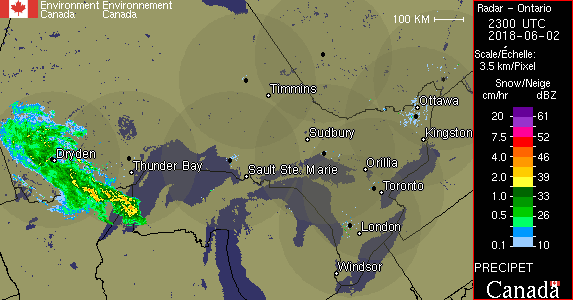 Environment Environnement
Canada Canada
100 KM
Timmins
Ottawa
Sudbury
Kingston
Dryden
Thunder Bay
Sault Ste. Marie
Orillia
Toronto
London
Windsor
Radar - Ontario
2300 UTC
2018-06-02
Scale/Échelle:
3.5 km/Pixel
Snow/Neige
cm/hr dBZ
20 61
7.5 52
4.0 46
2.0 39
1.0 33
0.5 26
0.1 10
PRECIPET
Canada